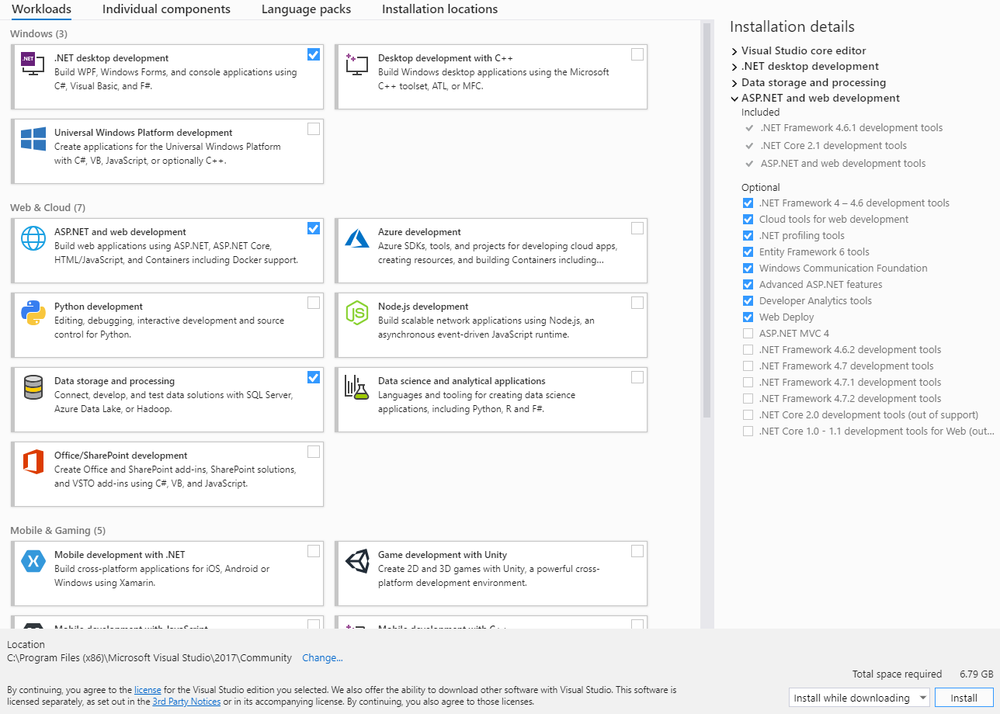 Workloads Individual components Language packs Installation locations
Windows (3)
.NET
.NET desktop development
Build WPF, Windows Forms, and console applications using
C#, Visual Basic, and F#.
Desktop development with C++
Build Windows desktop applications using the Microsoft
C++ toolset, ATL, or MFC.
Universal Windows Platform development
Create applications for the Universal Windows Platform
with C#, VB, JavaScript, or optionally C++.
Web & Cloud (7)
ASP.NET and web development
Build web applications using ASP.NET, ASP.NET Core,
HTML/JavaScript, and Containers including Docker support.
Azure development
Azure SDKs, tools, and projects for developing cloud apps,
creating resources, and building Containers including...
Python development
Editing, debugging, interactive development and source
control for Python.
JS
Node.js development
Build scalable network applications using Node.js, an
asynchronous event-driven JavaScript runtime.
Data storage and processing
Connect, develop, and test data solutions with SQL Server,
Azure Data Lake, or Hadoop.
Data science and analytical applications
Languages and tooling for creating data science
applications, including Python, R and F#.
Office/SharePoint development
Create Office and SharePoint add-ins, SharePoint solutions,
and VSTO add-ins using C#, VB, and JavaScript.
Mobile & Gaming (5)
Mobile development with .NET
Build cross-platform applications for iOS, Android or
Windows using Xamarin.
Game development with Unity
Create 2D and 3D games with Unity, a powerful cross-
platform development environment.
Mobile development with JavaScript
Mobile development with C++
Installation details
Visual Studio core editor
.NET desktop development
Data storage and processing
ASP.NET and web development
Included
.NET Framework 4.6.1 development tools
.NET Core 2.1 development tools
ASP.NET and web development tools
Optional
.NET Framework 4 – 4.6 development tools
Cloud tools for web development
.NET profiling tools
Entity Framework 6 tools
Windows Communication Foundation
Advanced ASP.NET features
Developer Analytics tools
Web Deploy
ASP.NET MVC 4
.NET Framework 4.6.2 development tools
.NET Framework 4.7 development tools
.NET Framework 4.7.1 development tools
.NET Framework 4.7.2 development tools
.NET Core 2.0 development tools (out of support)
.NET Core 1.0 - 1.1 development tools for Web (out...
Location
C:\Program Files (x86)\Microsoft Visual Studio\2017\Community Change...
Total space required 6.79 GB
By continuing, you agree to the license for the Visual Studio edition you selected. We also offer the ability to download other software with Visual Studio. This software is
licensed separately, as set out in the 3rd Party Notices or in its accompanying license. By continuing, you also agree to those licenses.
Install while downloading Install